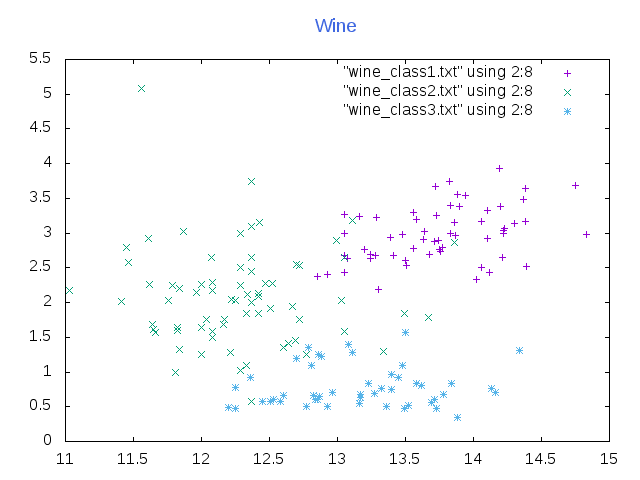 Wine
5.5
5
4.5
4
3.5
3
2.5
2
1.5
1
0.5
0
"wine_class1.txt" using 2:8
"wine_class2.txt" using 2:8
"wine_class3.txt" using 2:8
11 11.5 12 12.5 13 13.5 14 14.5 15